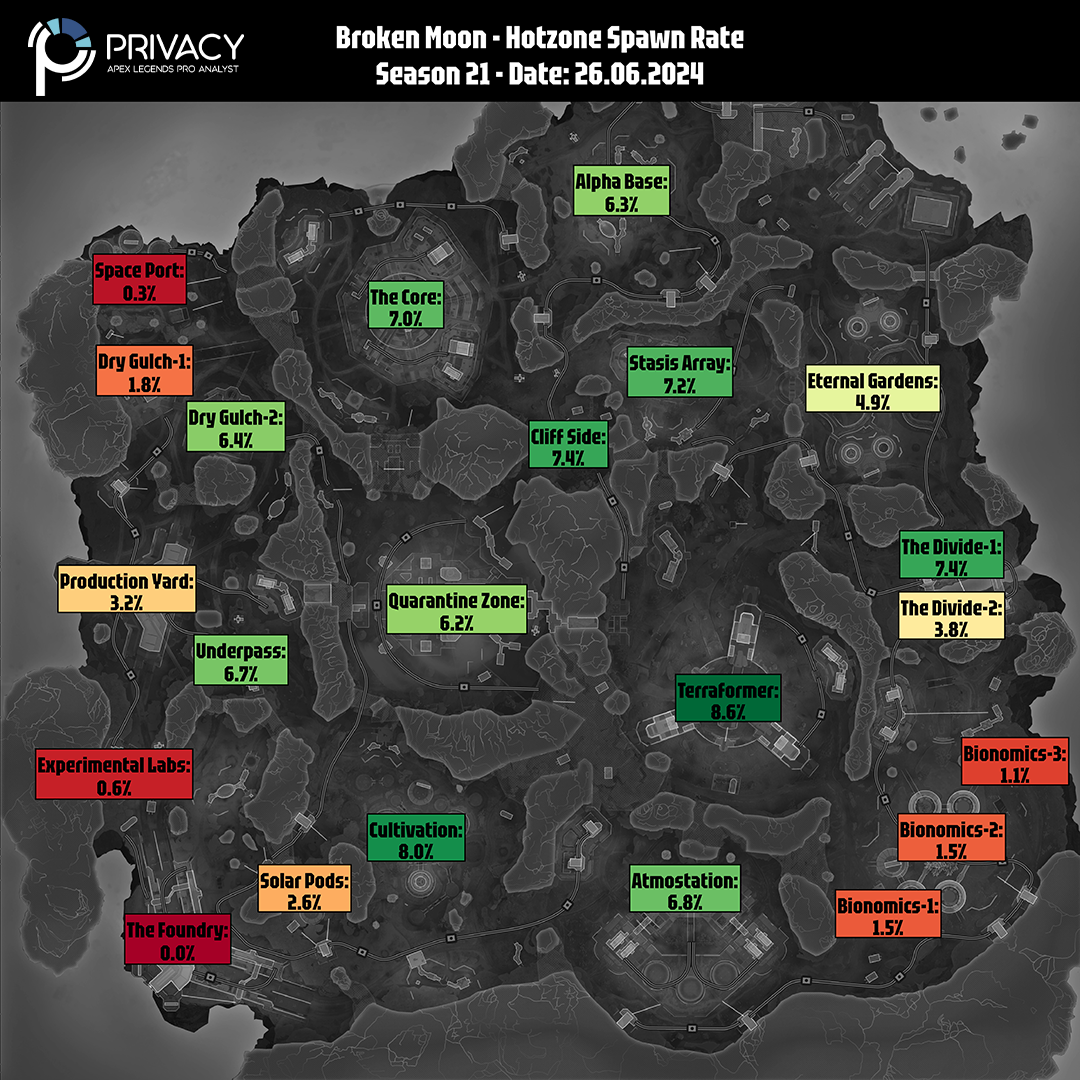 PRIVACY
APEX LEGENDS PRO ANALYST
Broken Moon - Hotzone Spawn Rate
Season 21 - Date: 26.06.2024
Alpha Base:
6.3%
Space Port:
0.3%
The Core:
7.0%
Dry Gulch-1:
1.8%
Stasis Array:
7.2%
Eternal Gardens:
4.9%
Dry Gulch-2:
6.4%
Cliff Side:
7.4%
The Divide-1:
7.4%
Production Yard:
3.2%
Quarantine Zone:
6.2%
The Divide-2:
3.8%
Underpass:
6.7%
Terraformer:
8.6%
Experimental Labs:
0.6%
Bionomics-3:
1.1%
Cultivation:
8.0%
Bionomics-2:
1.5%
Solar Pods:
2.6%
Atmostation:
6.8%
Bionomics-1:
1.5%
The Foundry:
0.0%